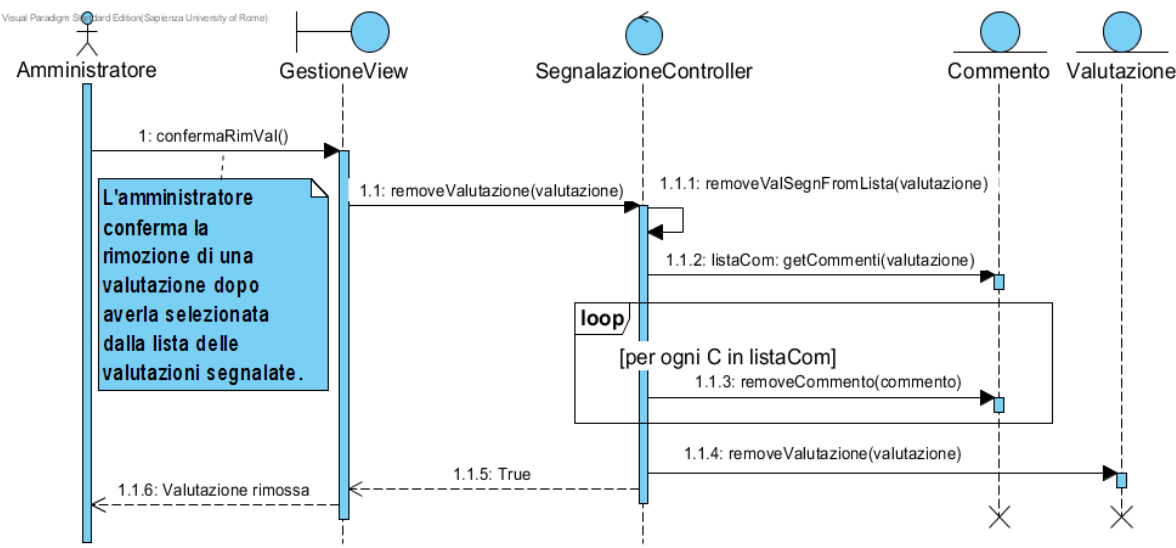 Visual Paradigm Standard Edition(Sapienza University of Rome)
Amministratore
GestioneView
SegnalazioneController
Commento
Valutazione
1: confermaRimVal()
L'amministratore
conferma la
rimozione di una
valutazione dopo
averla selezionata
dalla lista delle
valutazioni segnalate.
1.1: removeValutazione(valutazione)
1.1.1: removeValSegnFromLista(valutazione)
1.1.2: listaCom: getCommenti(valutazione)
loop
[per ogni C in listaCom]
1.1.3: removeCommento(commento)
1.1.4: removeValutazione(valutazione)
1.1.5: True
1.1.6: Valutazione rimossa